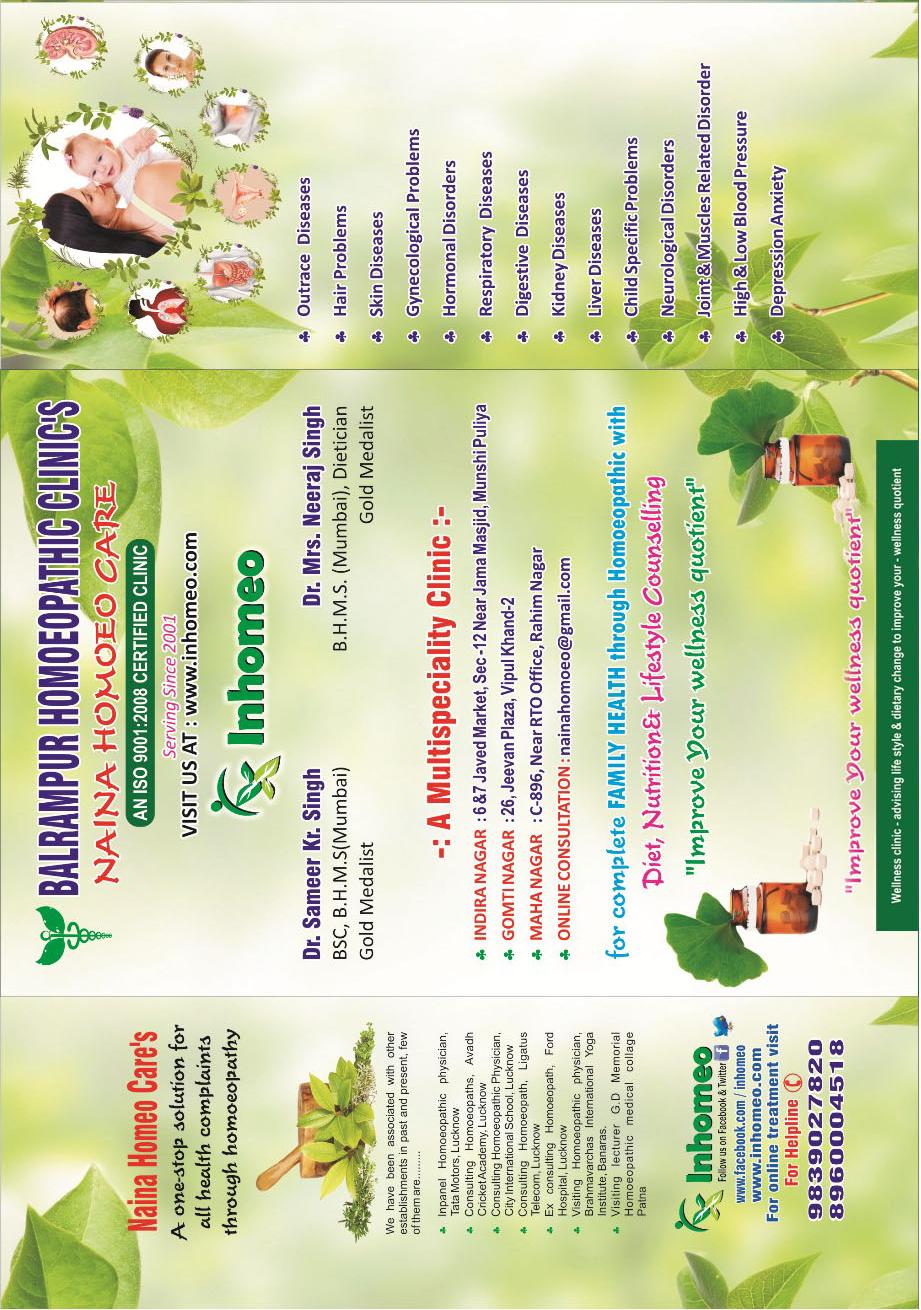 Naina Homeo Care's
A one-stop solution for
all health complaints
through homoeopathy
We have been associated with other
establishments in past and present, few
of them are.........
Inpanel Homoeopathic physician,
Tata Motors, Lucknow
Consulting Homoeopaths, Avadh
Cricket Academy, Lucknow
Consulting Homoeopathic Physician,
City International School, Lucknow
Consulting Homoeopath, Ligatus
Telecom, Lucknow
Ex consulting Homoeopath, Ford
Hospital, Lucknow
Visiting Homoeopathic physician,
Brahmavarchas International Yoga
Institute, Banaras.
Visiting lecturer G.D Memorial
Homoeopathic medical collage
Patna
Inhomeo
Follow us on Facebook & Twitter
www.facebook.com / inhomeo
www.inhomeo.com
For online treatment visit
For Helpline
9839027820
8960004518
BALRAMPUR HOMOEOPATHIC CLINIC'S
NAINA HOMOEO CARE
AN ISO 9001:2008 CERTIFIED CLINIC
Serving Since 2001
VISIT US AT : www.inhomeo.com
Inhomeo
Dr. Sameer Kr. Singh
BSC, B.H.M.S(Mumbai)
Gold Medalist
Dr. Mrs. Neeraj Singh
B.H.M.S. (Mumbai), Dietician
Gold Medalist
-: A Multispeciality Clinic :-
INDIRA NAGAR : 6 &7 Javed Market, Sec -12 Near Jama Masjid, Munshi Puliya
GOMTI NAGAR : 26, Jeevan Plaza, Vipul Khand-2
MAHA NAGAR : C-896, Near RTO Office, Rahim Nagar
ONLINE CONSULTATION : nainahomoeo@gmail.com
for complete FAMILY HEALTH through Homoeopathic with
Diet, Nutrition& Lifestyle Counselling
"Improve Your wellness quotient"
"Improve Your wellness quotient"
Wellness clinic - advising life style & dietary change to improve your - wellness quotient
Outrace Diseases
Hair Problems
Skin Diseases
Gynecological Problems
Hormonal Disorders
Respiratory Diseases
Digestive Diseases
Kidney Diseases
Liver Diseases
Child Specific Problems
Neurological Disorders
Joint & Muscles Related Disorder
High & Low Blood Pressure
Depression Anxiety